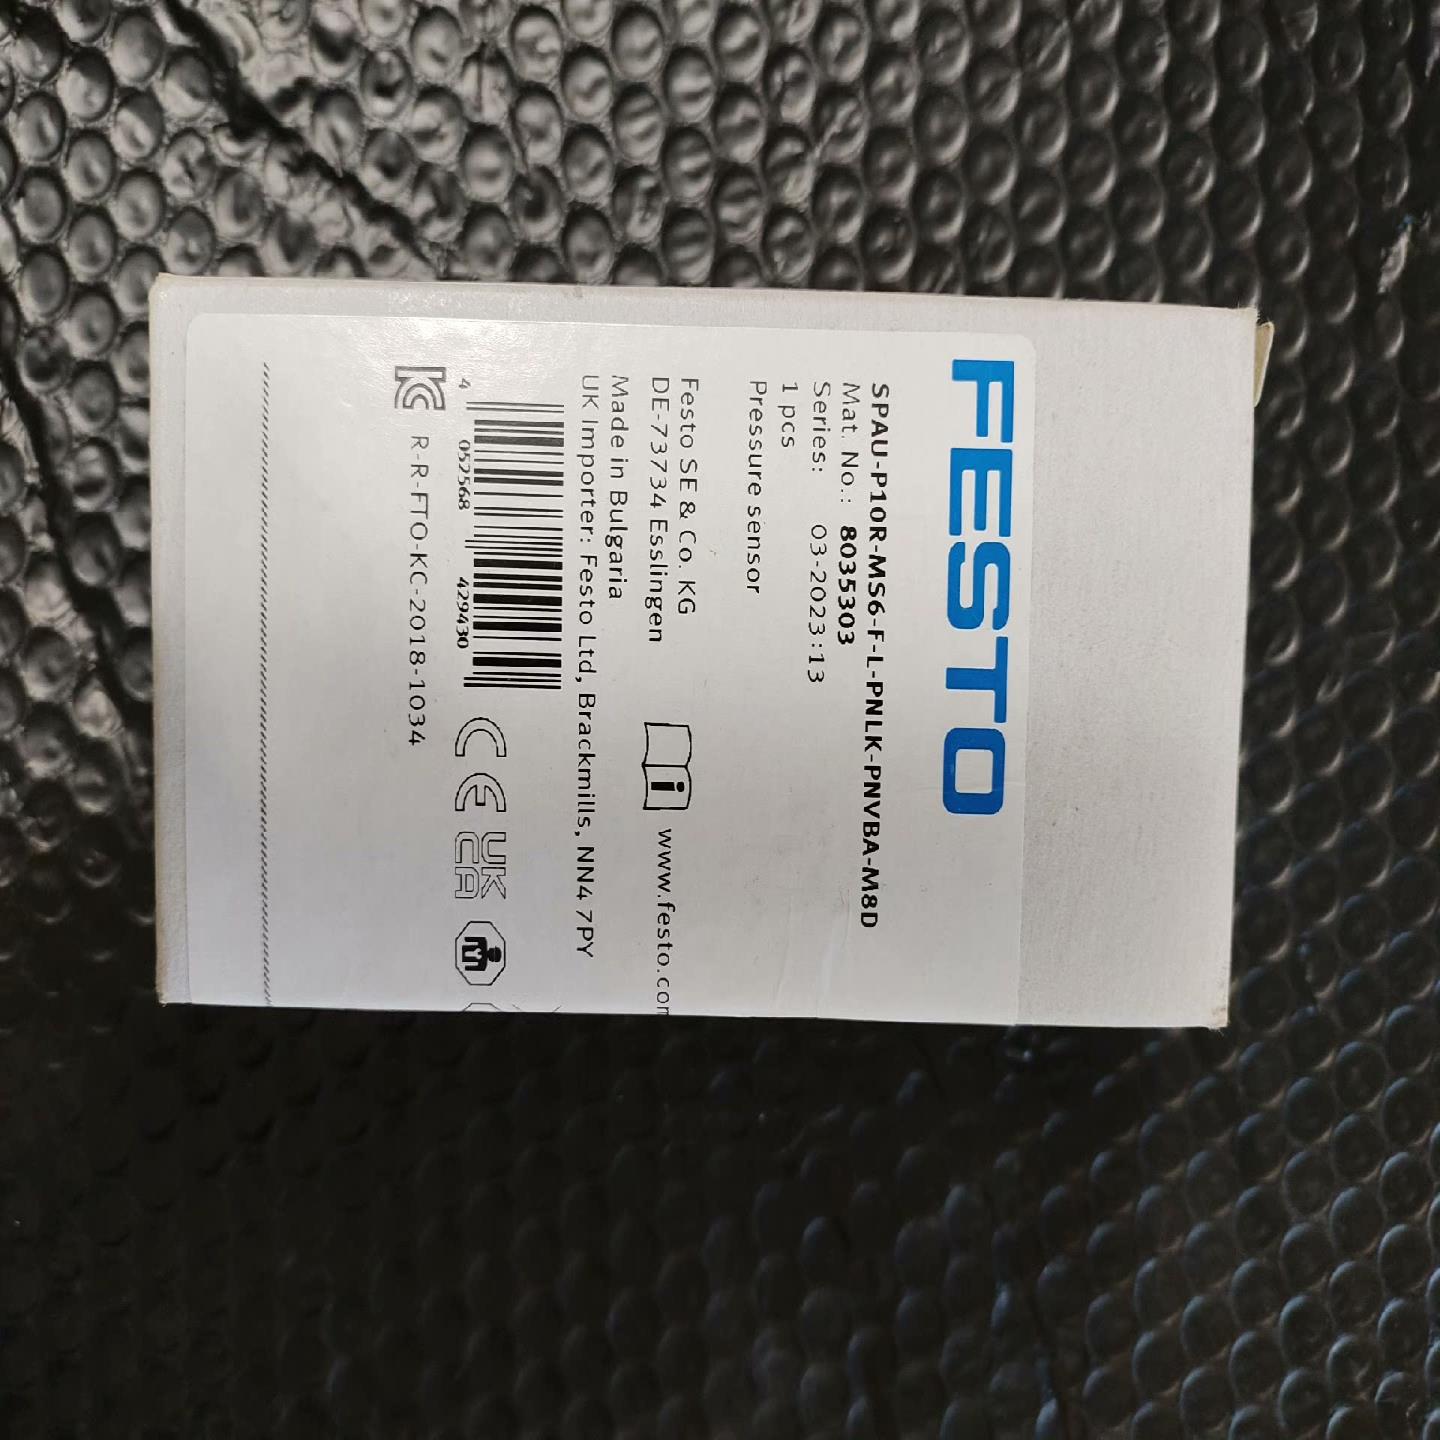 FESTO
SPAU-P10R-MS6-F-L-PNLK-PNVBA-M8D
Mat. No.: 8035303
Series: 03-2023:13
1 pcs
Pressure sensor
Festo SE & Co. KG
DE-73734 Esslingen
i www.festo.com
Made in Bulgaria
UK Importer: Festo Ltd, Brackmills, NN4 7PY
4 052568 429430
CE UK CA
KC R-R-FTO-KC-2018-1034